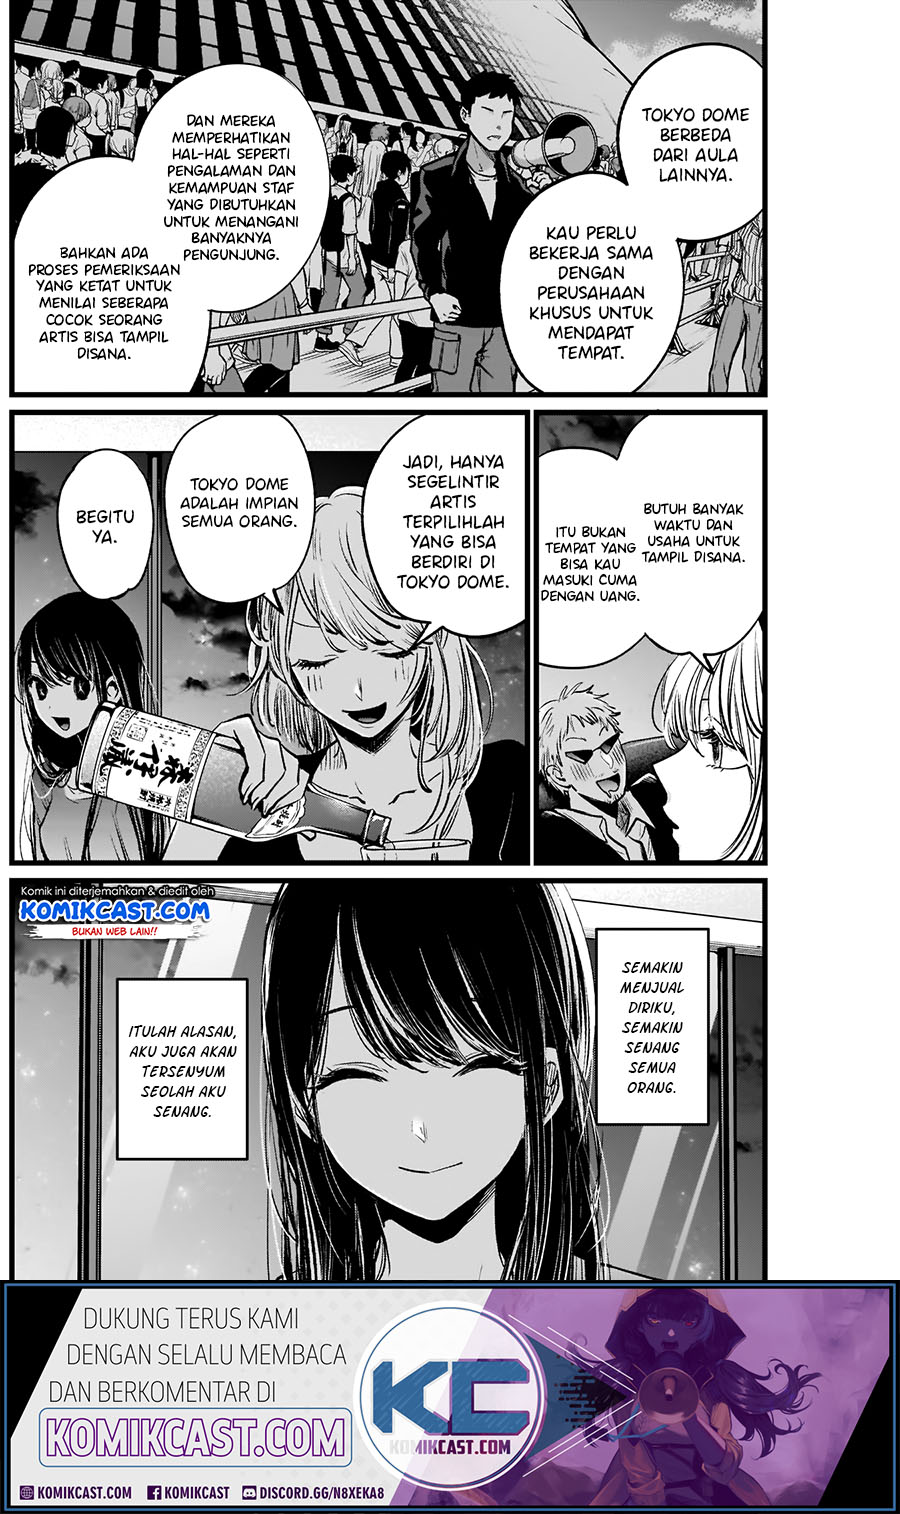 TOKYO DOME
BERBEDA
DARI AULA
LAINNYA.
KAU PERLU
BEKERJA SAMA
DENGAN
PERUSAHAAN
KHUSUS UNTUK
MENDAPAT
TEMPAT.
DAN MEREKA
MEMPERHATIKAN
HAL-HAL SEPERTI
PENGALAMAN DAN
KEMAMPUAN STAF
YANG DIBUTUHKAN
UNTUK MENANGANI
BANYAKNYA
PENGUNJUNG.
BAHKAN ADA
PROSES PEMERIKSAAN
YANG KETAT UNTUK
MENILAI SEBERAPA
COCOK SEORANG
ARTIS BISA TAMPIL
DISANA.
BUTUH BANYAK
WAKTU DAN
USAHA UNTUK
TAMPIL DISANA.
ITU BUKAN
TEMPAT YANG
BISA KAU
MASUKI CUMA
DENGAN UANG.
JADI, HANYA
SEGELINTIR
ARTIS
TERPILIHLAH
YANG BISA
BERDIRI DI
TOKYO DOME.
TOKYO DOME
ADALAH IMPIAN
SEMUA ORANG.
BEGITU
YA.
Komik ini diterjemahkan & diedit oleh
KOMIKCAST.COM
BUKAN WEB LAIN!!
SEMAKIN
MENJUAL
DIRIKU,
SEMAKIN
SENANG
SEMUA
ORANG.
ITULAH ALASAN,
AKU JUGA AKAN
TERSENYUM
SEOLAH AKU
SENANG.
DUKUNG TERUS KAMI
DENGAN SELALU MEMBACA
DAN BERKOMENTAR DI
KOMIKCAST.COM
KC
KOMIKCAST.COM
KOMIKCAST.COM KOMIKCAST DISCORD.GG/N8XEKA8